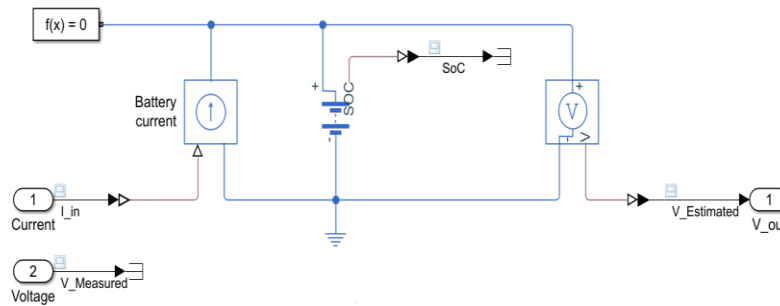 f(x) = 0
SoC
SOC
+
+
Battery
current
V
-
-
V
1
I_in
Current
V_Estimated
1
V_ou
2
V_Measured
Voltage